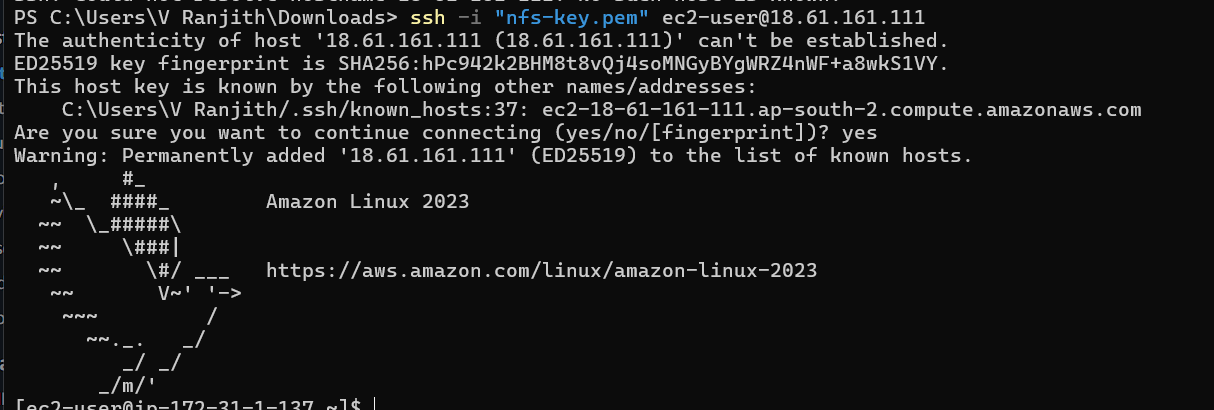 PS C:\Users\V Ranjith\Downloads> ssh -i "nfs-key.pem" ec2-user@18.61.161.111
The authenticity of host '18.61.161.111 (18.61.161.111)' can't be established.
ED25519 key fingerprint is SHA256:hPc942k2BHM8t8vQj4soMNGyBYgWRZ4nWF+a8wkS1VY.
This host key is known by the following other names/addresses:
    C:\Users\V Ranjith/.ssh/known_hosts:37: ec2-18-61-161-111.ap-south-2.compute.amazonaws.com
Are you sure you want to continue connecting (yes/no/[fingerprint])? yes
Warning: Permanently added '18.61.161.111' (ED25519) to the list of known hosts.
   ,     #_
   ~\_  ####_        Amazon Linux 2023
  ~~  \_#####\
  ~~     \###|
  ~~       \#/ ___   https://aws.amazon.com/linux/amazon-linux-2023
   ~~       V~' '->
    ~~~         /
      ~~._.   _/
         _/ _/
       _/m/'
[ec2-user@ip-172-31-1-137 ~]$